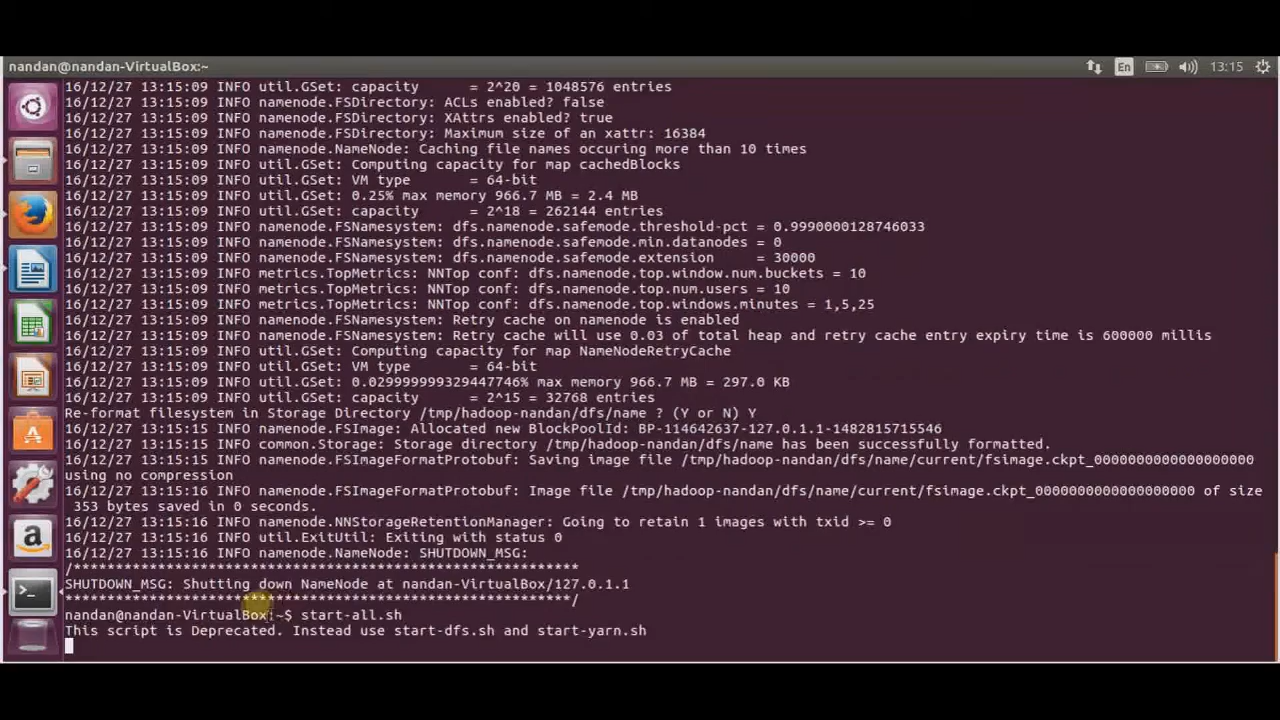 nandan@nandan-VirtualBox:~
En
13:15
16/12/27 13:15:09 INFO util.GSet: capacity      = 2^20 = 1048576 entries
16/12/27 13:15:09 INFO namenode.FSDirectory: ACLs enabled? false
16/12/27 13:15:09 INFO namenode.FSDirectory: XAttrs enabled? true
16/12/27 13:15:09 INFO namenode.FSDirectory: Maximum size of an xattr: 16384
16/12/27 13:15:09 INFO namenode.NameNode: Caching file names occuring more than 10 times
16/12/27 13:15:09 INFO util.GSet: Computing capacity for map cachedBlocks
16/12/27 13:15:09 INFO util.GSet: VM type       = 64-bit
16/12/27 13:15:09 INFO util.GSet: 0.25% max memory 966.7 MB = 2.4 MB
16/12/27 13:15:09 INFO util.GSet: capacity      = 2^18 = 262144 entries
16/12/27 13:15:09 INFO namenode.FSNamesystem: dfs.namenode.safemode.threshold-pct = 0.9990000128746033
16/12/27 13:15:09 INFO namenode.FSNamesystem: dfs.namenode.safemode.min.datanodes = 0
16/12/27 13:15:09 INFO namenode.FSNamesystem: dfs.namenode.safemode.extension     = 30000
16/12/27 13:15:09 INFO metrics.TopMetrics: NNTop conf: dfs.namenode.top.window.num.buckets = 10
16/12/27 13:15:09 INFO metrics.TopMetrics: NNTop conf: dfs.namenode.top.num.users = 10
16/12/27 13:15:09 INFO metrics.TopMetrics: NNTop conf: dfs.namenode.top.windows.minutes = 1,5,25
16/12/27 13:15:09 INFO namenode.FSNamesystem: Retry cache on namenode is enabled
16/12/27 13:15:09 INFO namenode.FSNamesystem: Retry cache will use 0.03 of total heap and retry cache entry expiry time is 600000 millis
16/12/27 13:15:09 INFO util.GSet: Computing capacity for map NameNodeRetryCache
16/12/27 13:15:09 INFO util.GSet: VM type       = 64-bit
16/12/27 13:15:09 INFO util.GSet: 0.029999999329447746% max memory 966.7 MB = 297.0 KB
16/12/27 13:15:09 INFO util.GSet: capacity      = 2^15 = 32768 entries
Re-format filesystem in Storage Directory /tmp/hadoop-nandan/dfs/name ? (Y or N) Y
16/12/27 13:15:15 INFO namenode.FSImage: Allocated new BlockPoolId: BP-114642637-127.0.1.1-1482815715546
16/12/27 13:15:15 INFO common.Storage: Storage directory /tmp/hadoop-nandan/dfs/name has been successfully formatted.
16/12/27 13:15:15 INFO namenode.FSImageFormatProtobuf: Saving image file /tmp/hadoop-nandan/dfs/name/current/fsimage.ckpt_0000000000000000000
using no compression
16/12/27 13:15:16 INFO namenode.FSImageFormatProtobuf: Image file /tmp/hadoop-nandan/dfs/name/current/fsimage.ckpt_0000000000000000000 of size
353 bytes saved in 0 seconds.
16/12/27 13:15:16 INFO namenode.NNStorageRetentionManager: Going to retain 1 images with txid >= 0
16/12/27 13:15:16 INFO util.ExitUtil: Exiting with status 0
16/12/27 13:15:16 INFO namenode.NameNode: SHUTDOWN_MSG:
/************************************************************
SHUTDOWN_MSG: Shutting down NameNode at nandan-VirtualBox/127.0.1.1
************************************************************/
nandan@nandan-VirtualBox:~$ start-all.sh
This script is Deprecated. Instead use start-dfs.sh and start-yarn.sh